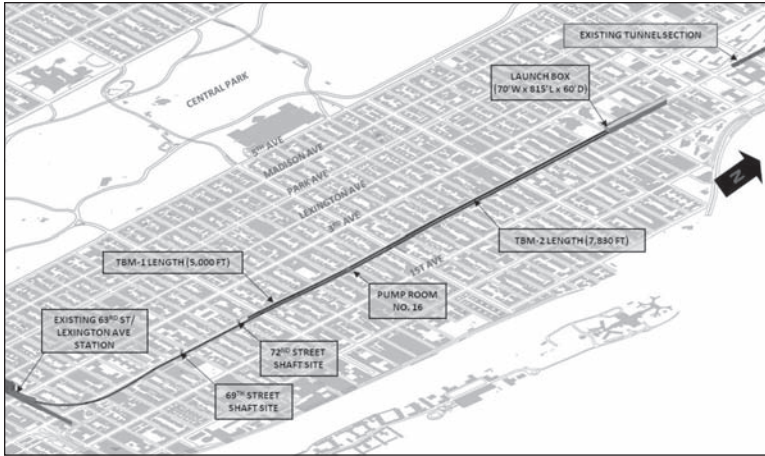 EXISTING TUNNEL SECTION
LAUNCH BOX
(70'W x 815'L x 60'D)
CENTRAL PARK
5TH AVE
MADISON AVE
PARK AVE
LEXINGTON AVE
3RD AVE
N
TBM-2 LENGTH (7,830 FT)
TBM-1 LENGTH (5,000 FT)
1ST AVE
PUMP ROOM
NO. 16
EXISTING 63RD ST/
LEXINGTON AVE
STATION
72ND STREET
SHAFT SITE
69TH STREET
SHAFT SITE